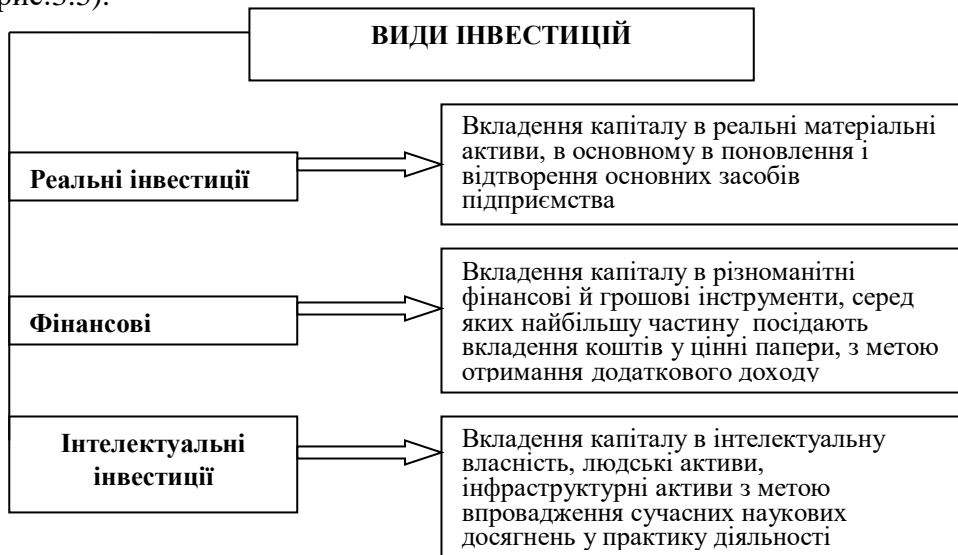 рис.3.3).
ВИДИ ІНВЕСТИЦІЙ
Реальні інвестиції
Вкладення капіталу в реальні матеріальні
активи, в основному в поновлення і
відтворення основних засобів
підприємства
Фінансові
Вкладення капіталу в різноманітні
фінансові й грошові інструменти, серед
яких найбільшу частину посідають
вкладення коштів у цінні папери, з метою
отримання додаткового доходу
Інтелектуальні
інвестиції
Вкладення капіталу в інтелектуальну
власність, людські активи,
інфраструктурні активи з метою
впровадження сучасних наукових
досягнень у практику діяльності